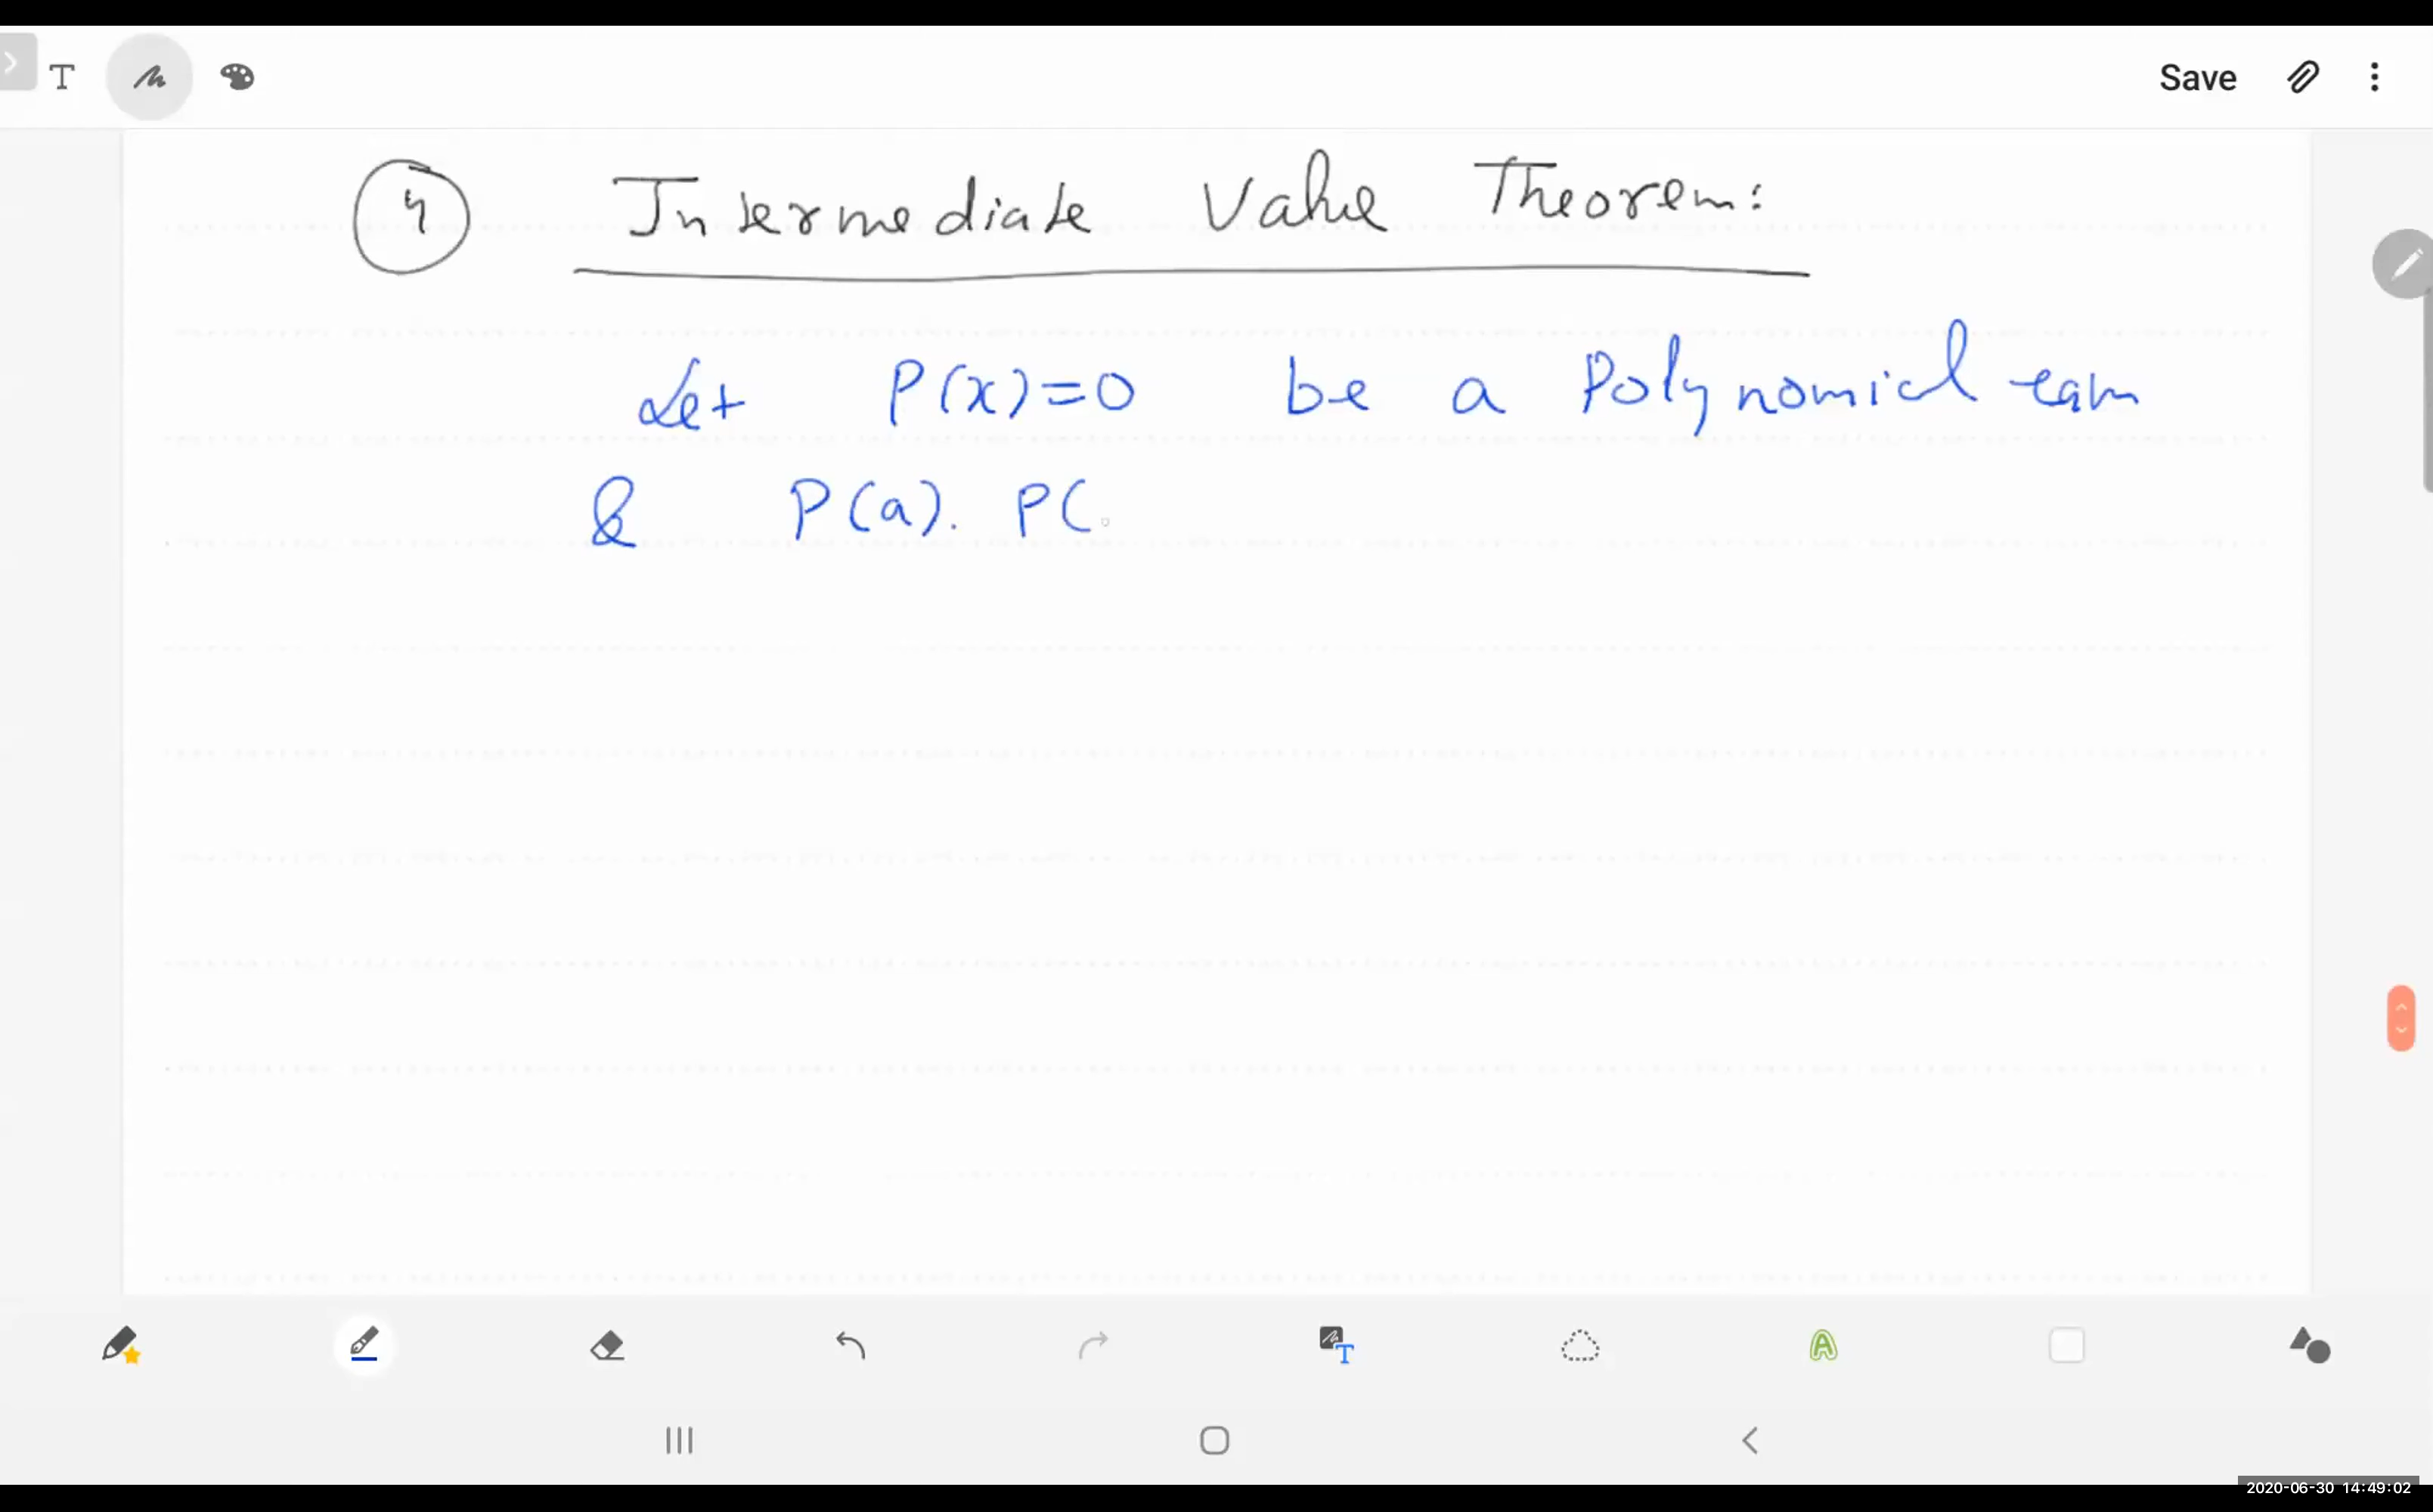 T Save
4 Intermediate Value Theorem:
Let P(x)=0 be a Polynomial eqn
& P(a). P(
A
2020-06-30 14:49:02